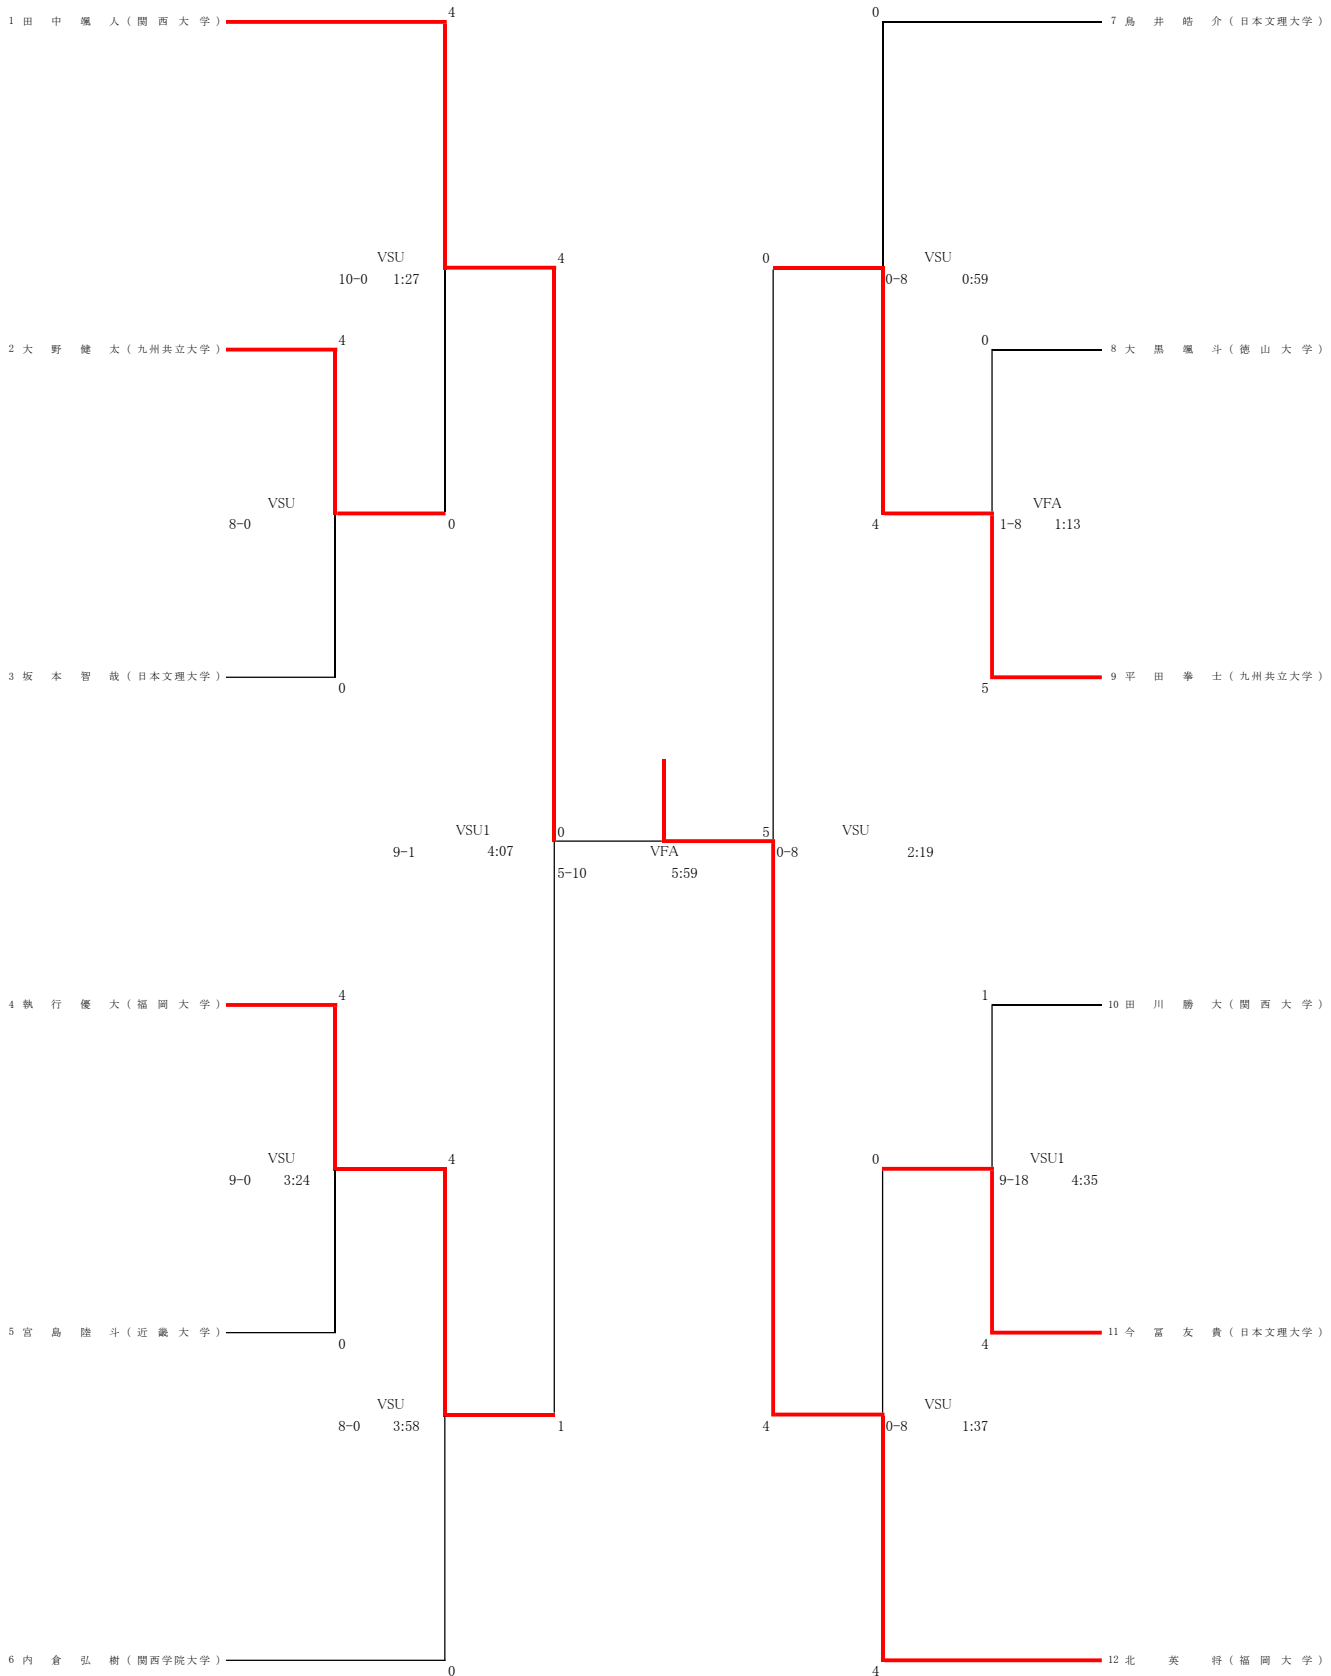 1 田 中 颯 人 ( 関 西 大 学 )
4
VSU
10-0 1:27
4
2 大 野 健 太 ( 九州共立大学 )
4
VSU
8-0
0
3 坂 本 智 哉 ( 日本文理大学 )
0
VSU1
9-1 4:07
0
4 執 行 優 大 ( 福 岡 大 学 )
4
VSU
9-0 3:24
4
5 宮 島 陸 斗 ( 近 畿 大 学 )
0
VSU
8-0 3:58
1
6 内 倉 弘 樹 ( 関西学院大学 )
0
VFA
5-10 5:59
0
7 鳥 井 皓 介 ( 日本文理大学 )
0
VSU
0-8 0:59
0
8 大 黒 颯 斗 ( 徳 山 大 学 )
4
VFA
1-8 1:13
5
9 平 田 拳 士 ( 九州共立大学 )
5
VSU
0-8 2:19
1
10 田 川 勝 大 ( 関 西 大 学 )
0
VSU1
9-18 4:35
4
11 今 冨 友 貴 ( 日本文理大学 )
4
VSU
0-8 1:37
4
12 北 英 将 ( 福 岡 大 学 )